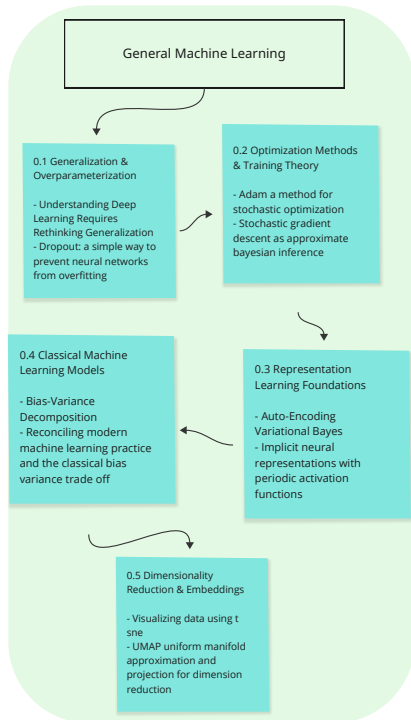 General Machine Learning
0.1 Generalization &
Overparameterization
- Understanding Deep
Learning Requires
Rethinking Generalization
- Dropout: a simple way to
prevent neural networks
from overfitting
0.2 Optimization Methods
& Training Theory
- Adam a method for
stochastic optimization
- Stochastic gradient
descent as approximate
bayesian inference
0.3 Representation
Learning Foundations
- Auto-Encoding
Variational Bayes
- Implicit neural
representations with
periodic activation
functions
0.4 Classical Machine
Learning Models
- Bias-Variance
Decomposition
- Reconciling modern
machine learning practice
and the classical bias
variance trade off
0.5 Dimensionality
Reduction & Embeddings
- Visualizing data using t
sne
- UMAP uniform manifold
approximation and
projection for dimension
reduction